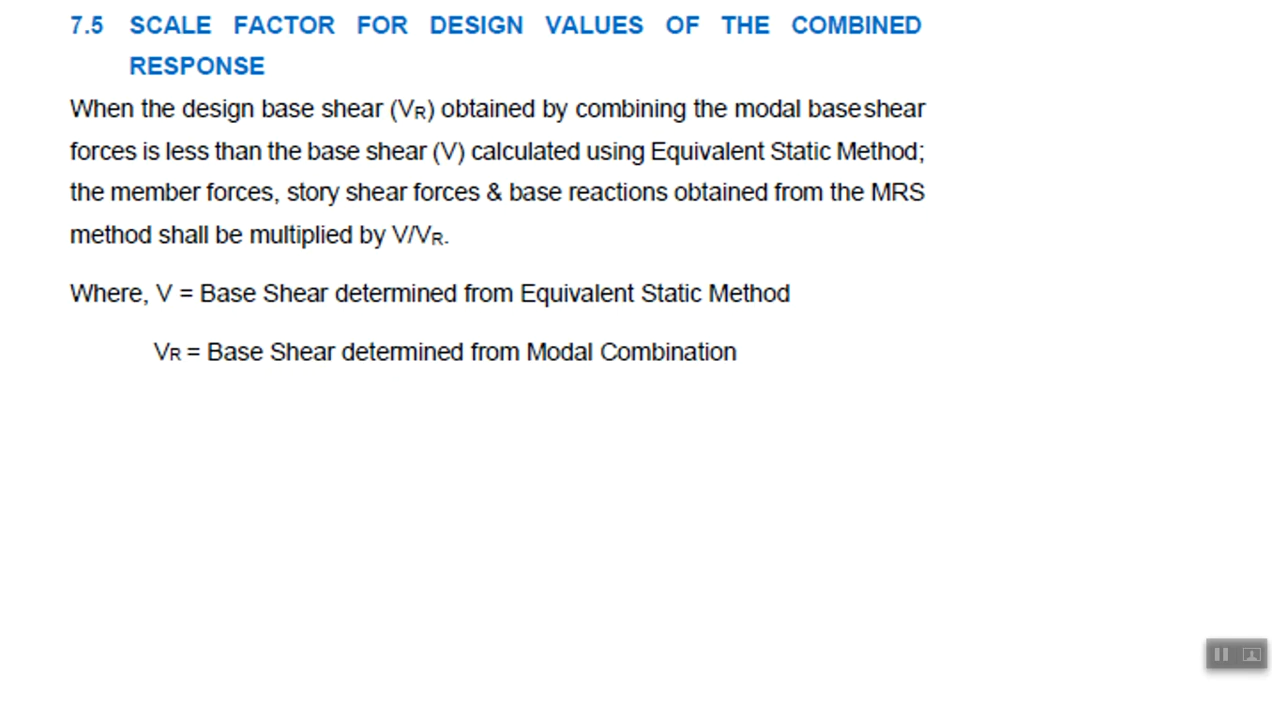 7.5 SCALE FACTOR FOR DESIGN VALUES OF THE COMBINED
RESPONSE
When the design base shear (VR) obtained by combining the modal base shear
forces is less than the base shear (V) calculated using Equivalent Static Method;
the member forces, story shear forces & base reactions obtained from the MRS
method shall be multiplied by V/VR.
Where, V = Base Shear determined from Equivalent Static Method
VR = Base Shear determined from Modal Combination